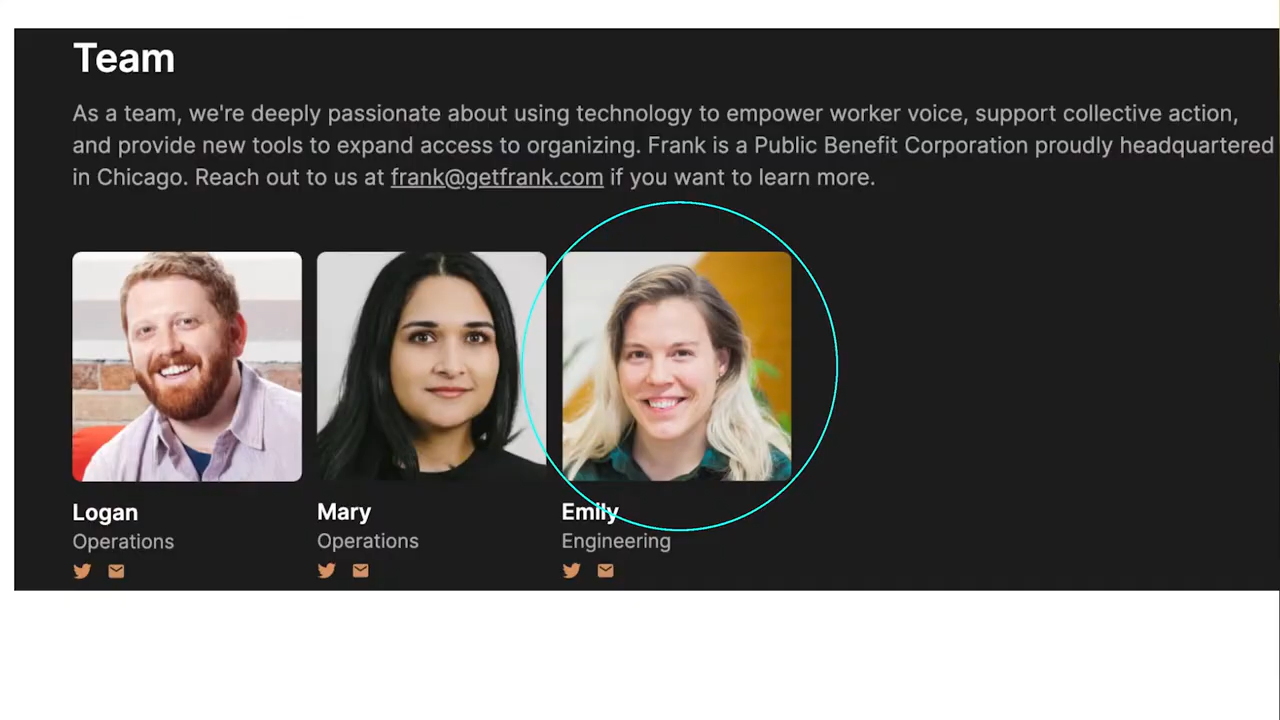 Team
As a team, we're deeply passionate about using technology to empower worker voice, support collective action,
and provide new tools to expand access to organizing. Frank is a Public Benefit Corporation proudly headquartered
in Chicago. Reach out to us at frank@getfrank.com if you want to learn more.
Logan
Mary
Emily
Operations
Operations
Engineering